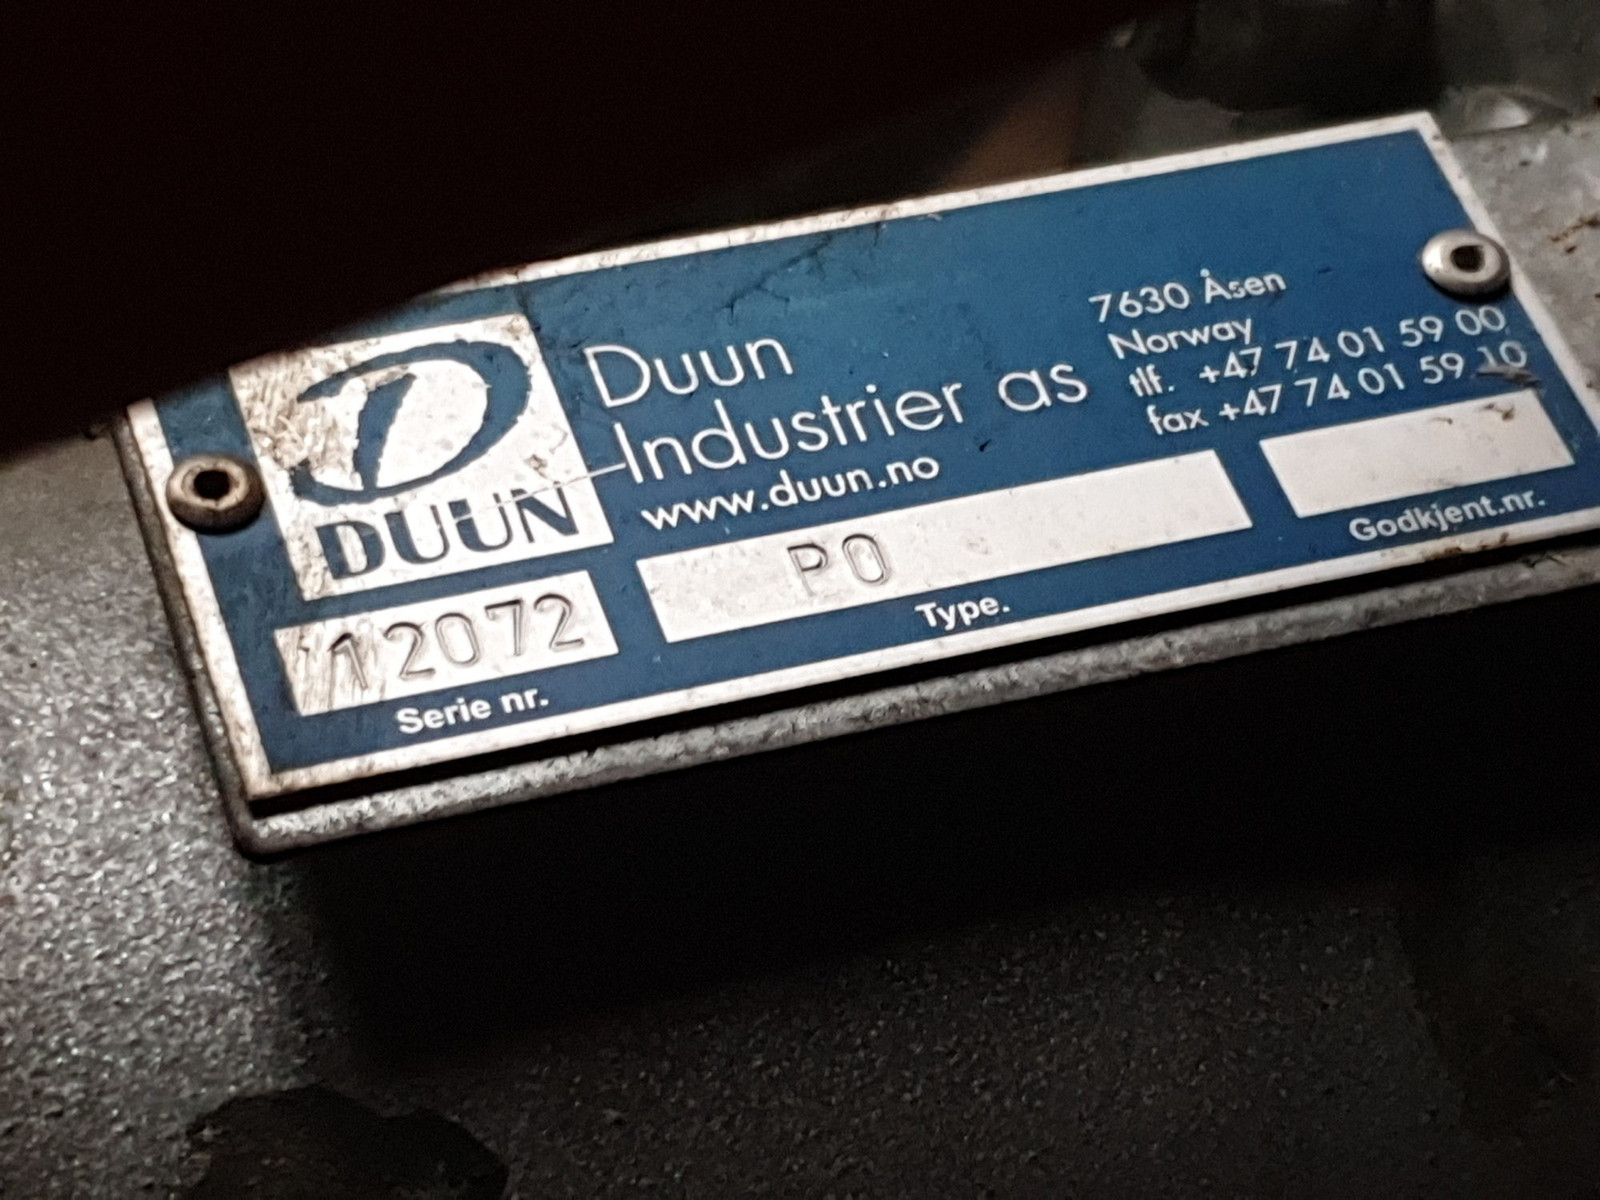 DUUN
Duun
Industrier as
www.duun.no
7630 Åsen
Norway
tlf. +47 74 01 59 00
fax +47 74 01 59 10
12072
Serie nr.
PO
Type.
Godkjent.nr.